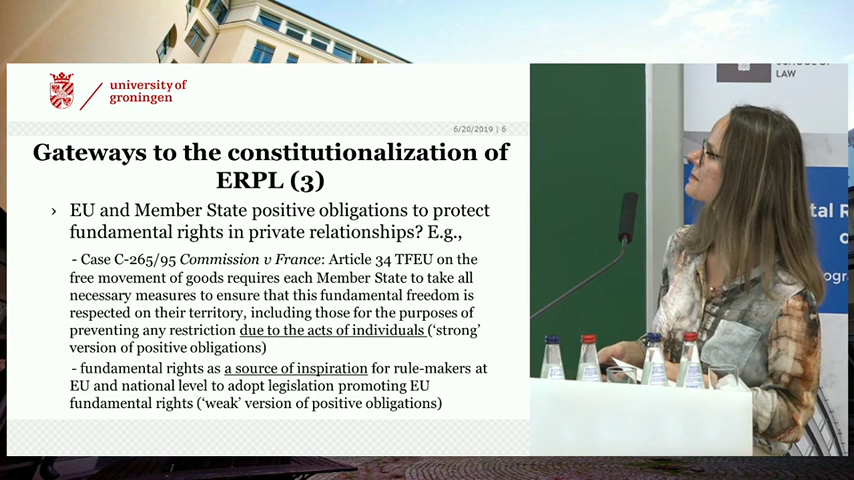 university of
groningen
6/20/2019 | 6
Gateways to the constitutionalization of
ERPL (3)
› EU and Member State positive obligations to protect
fundamental rights in private relationships? E.g.,
- Case C-265/95 Commission v France: Article 34 TFEU on the
free movement of goods requires each Member State to take all
necessary measures to ensure that this fundamental freedom is
respected on their territory, including those for the purposes of
preventing any restriction due to the acts of individuals (‘strong’
version of positive obligations)
- fundamental rights as a source of inspiration for rule-makers at
EU and national level to adopt legislation promoting EU
fundamental rights (‘weak’ version of positive obligations)
LAW